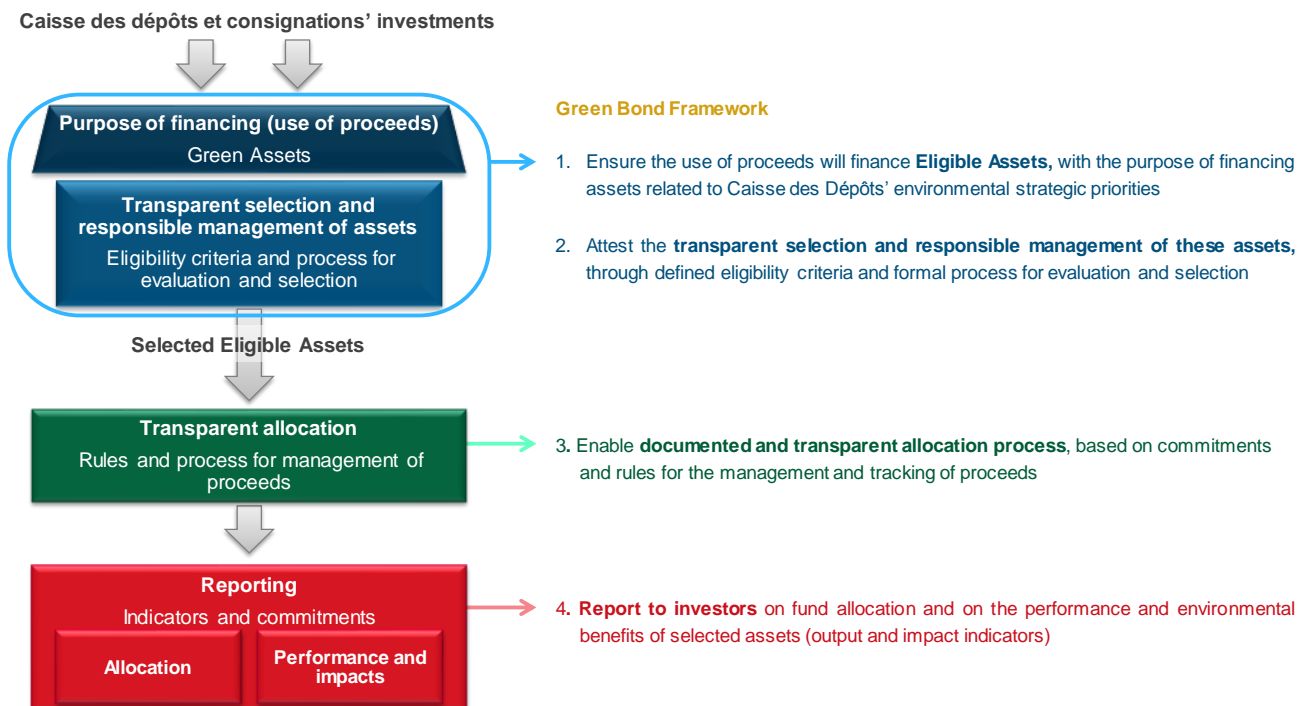 Caisse des dépôts et consignations’ investments
Purpose of financing (use of proceeds)
Green Assets
Transparent selection and
responsible management of assets
Eligibility criteria and process for
evaluation and selection
Selected Eligible Assets
Transparent allocation
Rules and process for management of
proceeds
Reporting
Indicators and commitments
Allocation
Performance and
impacts
Green Bond Framework
1. Ensure the use of proceeds will finance Eligible Assets, with the purpose of financing
assets related to Caisse des Dépôts’ environmental strategic priorities
2. Attest the transparent selection and responsible management of these assets,
through defined eligibility criteria and formal process for evaluation and selection
3. Enable documented and transparent allocation process, based on commitments
and rules for the management and tracking of proceeds
4. Report to investors on fund allocation and on the performance and environmental
benefits of selected assets (output and impact indicators)